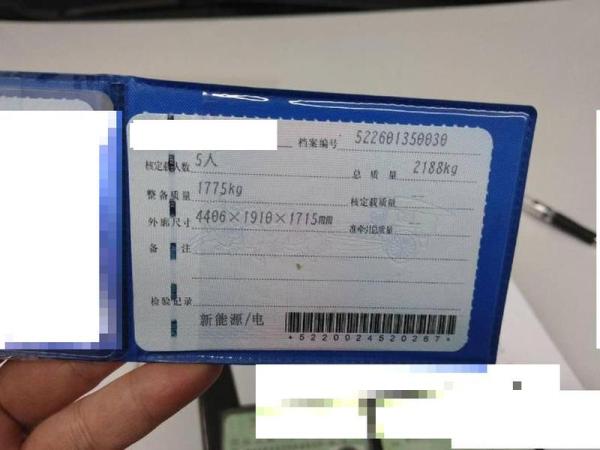 档案编号 522601350030
核定载人数 5人 总质量 2188kg
整备质量 1775kg 核定载质量
外廓尺寸 4406×1910×1715 准牵引总质量
备注
检验记录
新能源/电
*5220024520267*